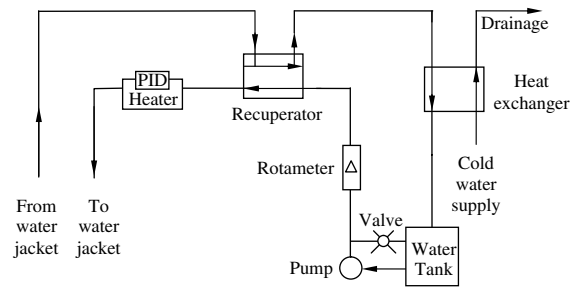 Drainage
PID
Heater
Heat
exchanger
Recuperator
Rotameter
Cold
water
supply
From
water
jacket
To
water
jacket
Valve
Water
Tank
Pump